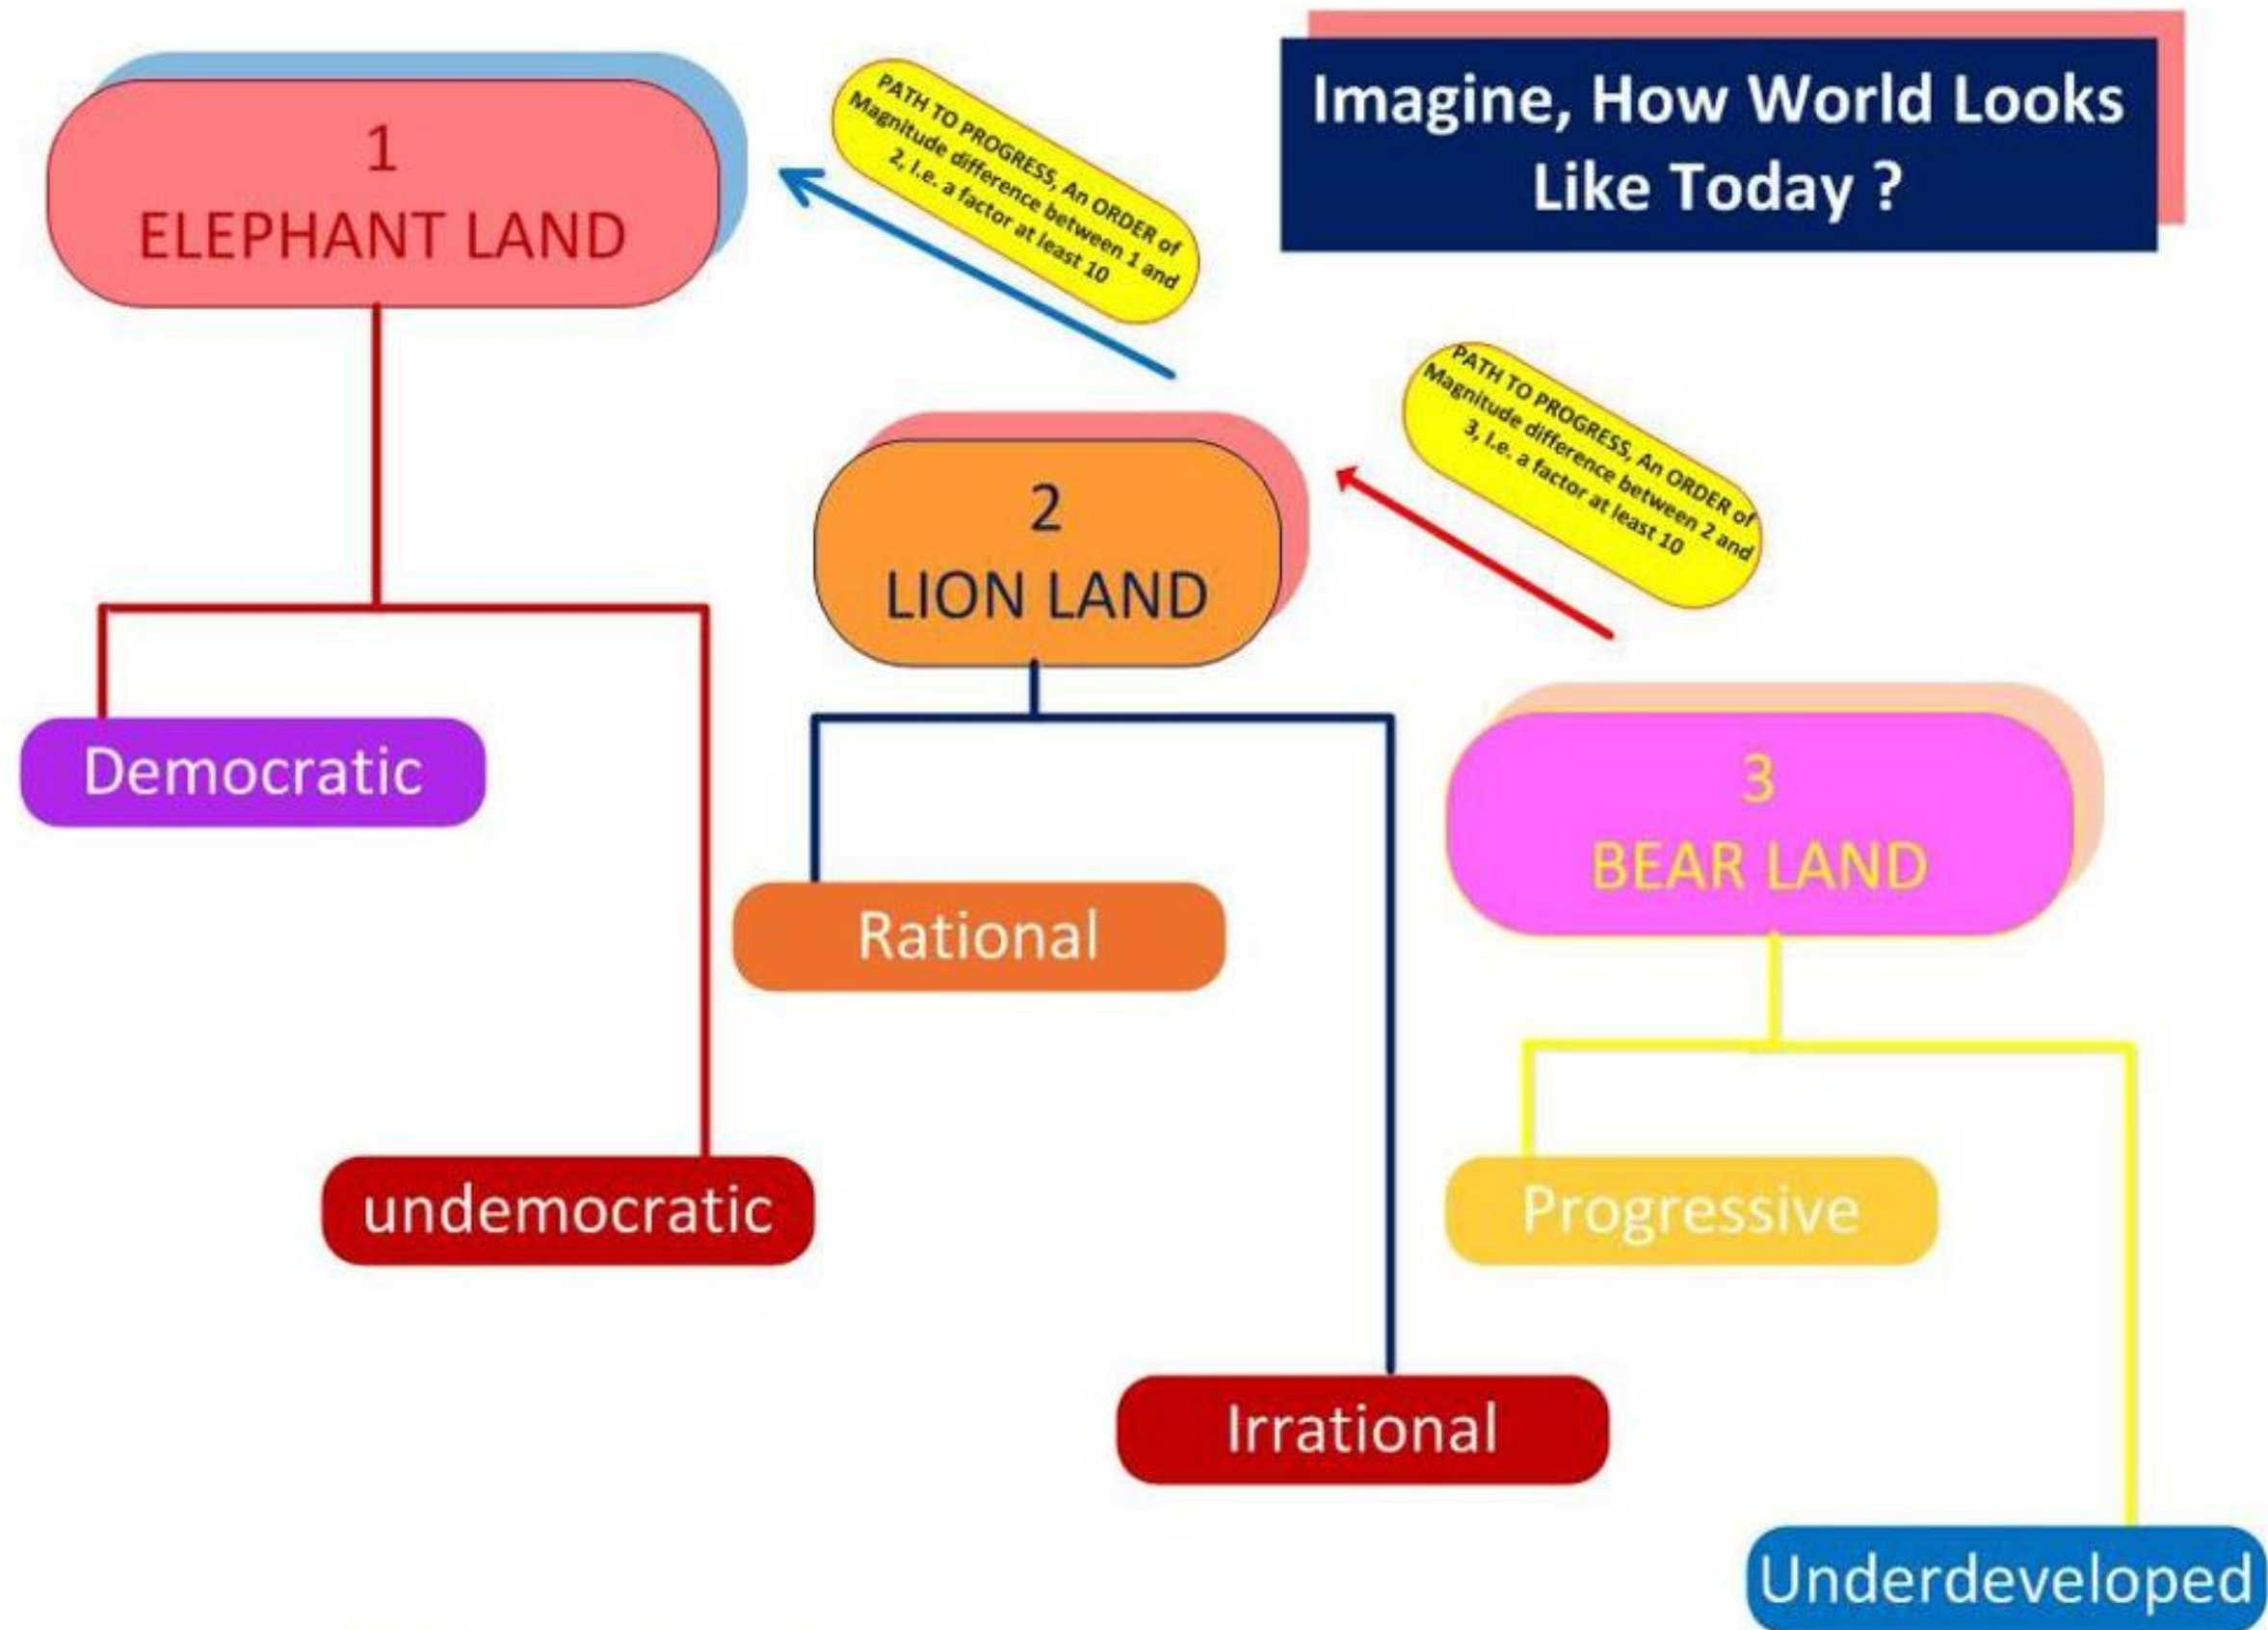 Imagine, How World Looks
Like Today ?
1
ELEPHANT LAND
PATH TO PROGRESS, An ORDER of
Magnitude difference between 1 and
2, i.e. a factor at least 10
2
LION LAND
PATH TO PROGRESS, An ORDER of
Magnitude difference between 2 and
3, i.e. a factor at least 10
3
BEAR LAND
Democratic
undemocratic
Rational
Irrational
Progressive
Underdeveloped